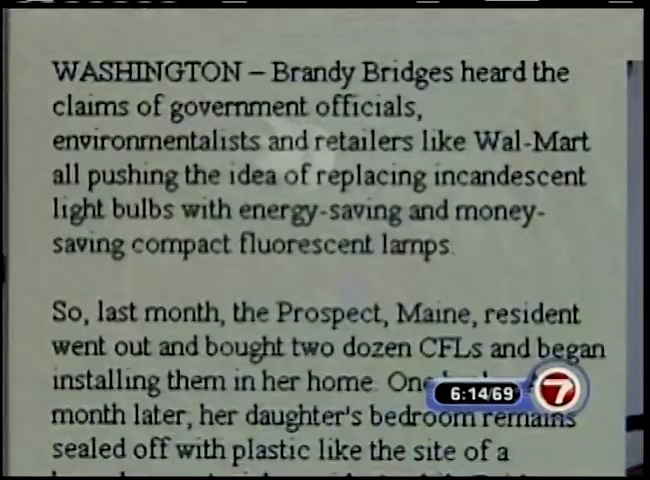 WASHINGTON – Brandy Bridges heard the
claims of government officials,
environmentalists and retailers like Wal-Mart
all pushing the idea of replacing incandescent
light bulbs with energy-saving and money-
saving compact fluorescent lamps.
So, last month, the Prospect, Maine, resident
went out and bought two dozen CFLs and began
installing them in her home. One
6:14/69
7
month later, her daughter's bedroom remains
sealed off with plastic like the site of a